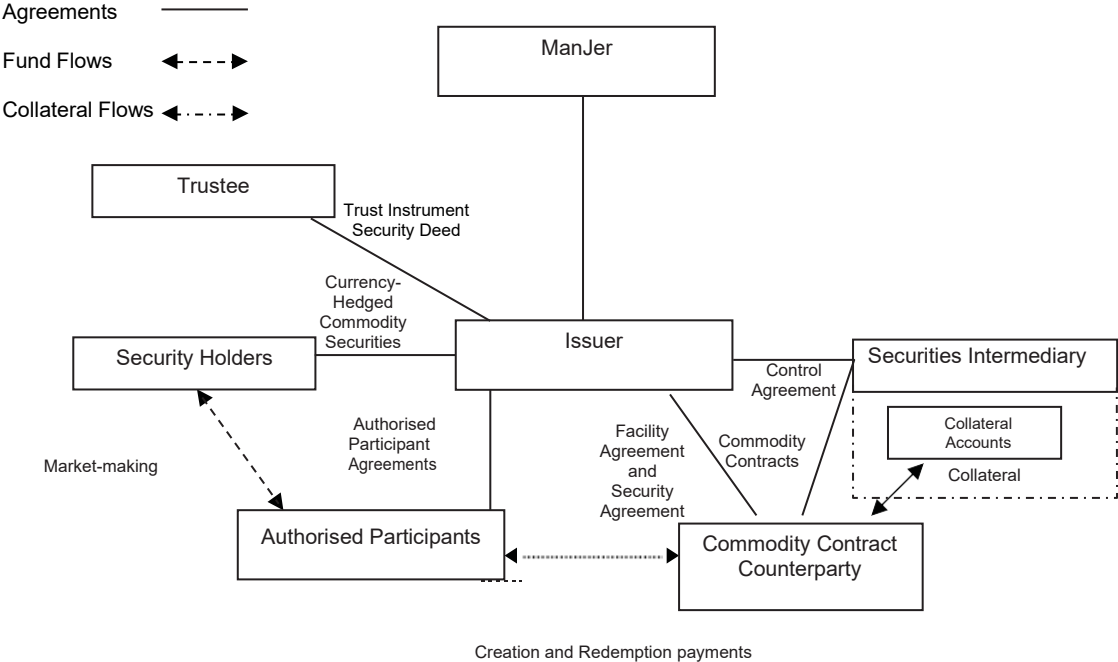 Agreements
ManJer
Fund Flows
Collateral Flows
Trustee
Trust Instrument
Security Deed
Currency-
Hedged
Commodity
Securities
Issuer
Security Holders
Securities Intermediary
Control
Agreement
Collateral
Accounts
Collateral
Authorised
Participant
Agreements
Facility
Agreement
and
Security
Agreement
Commodity
Contracts
Market-making
Authorised Participants
Commodity Contract
Counterparty
Creation and Redemption payments